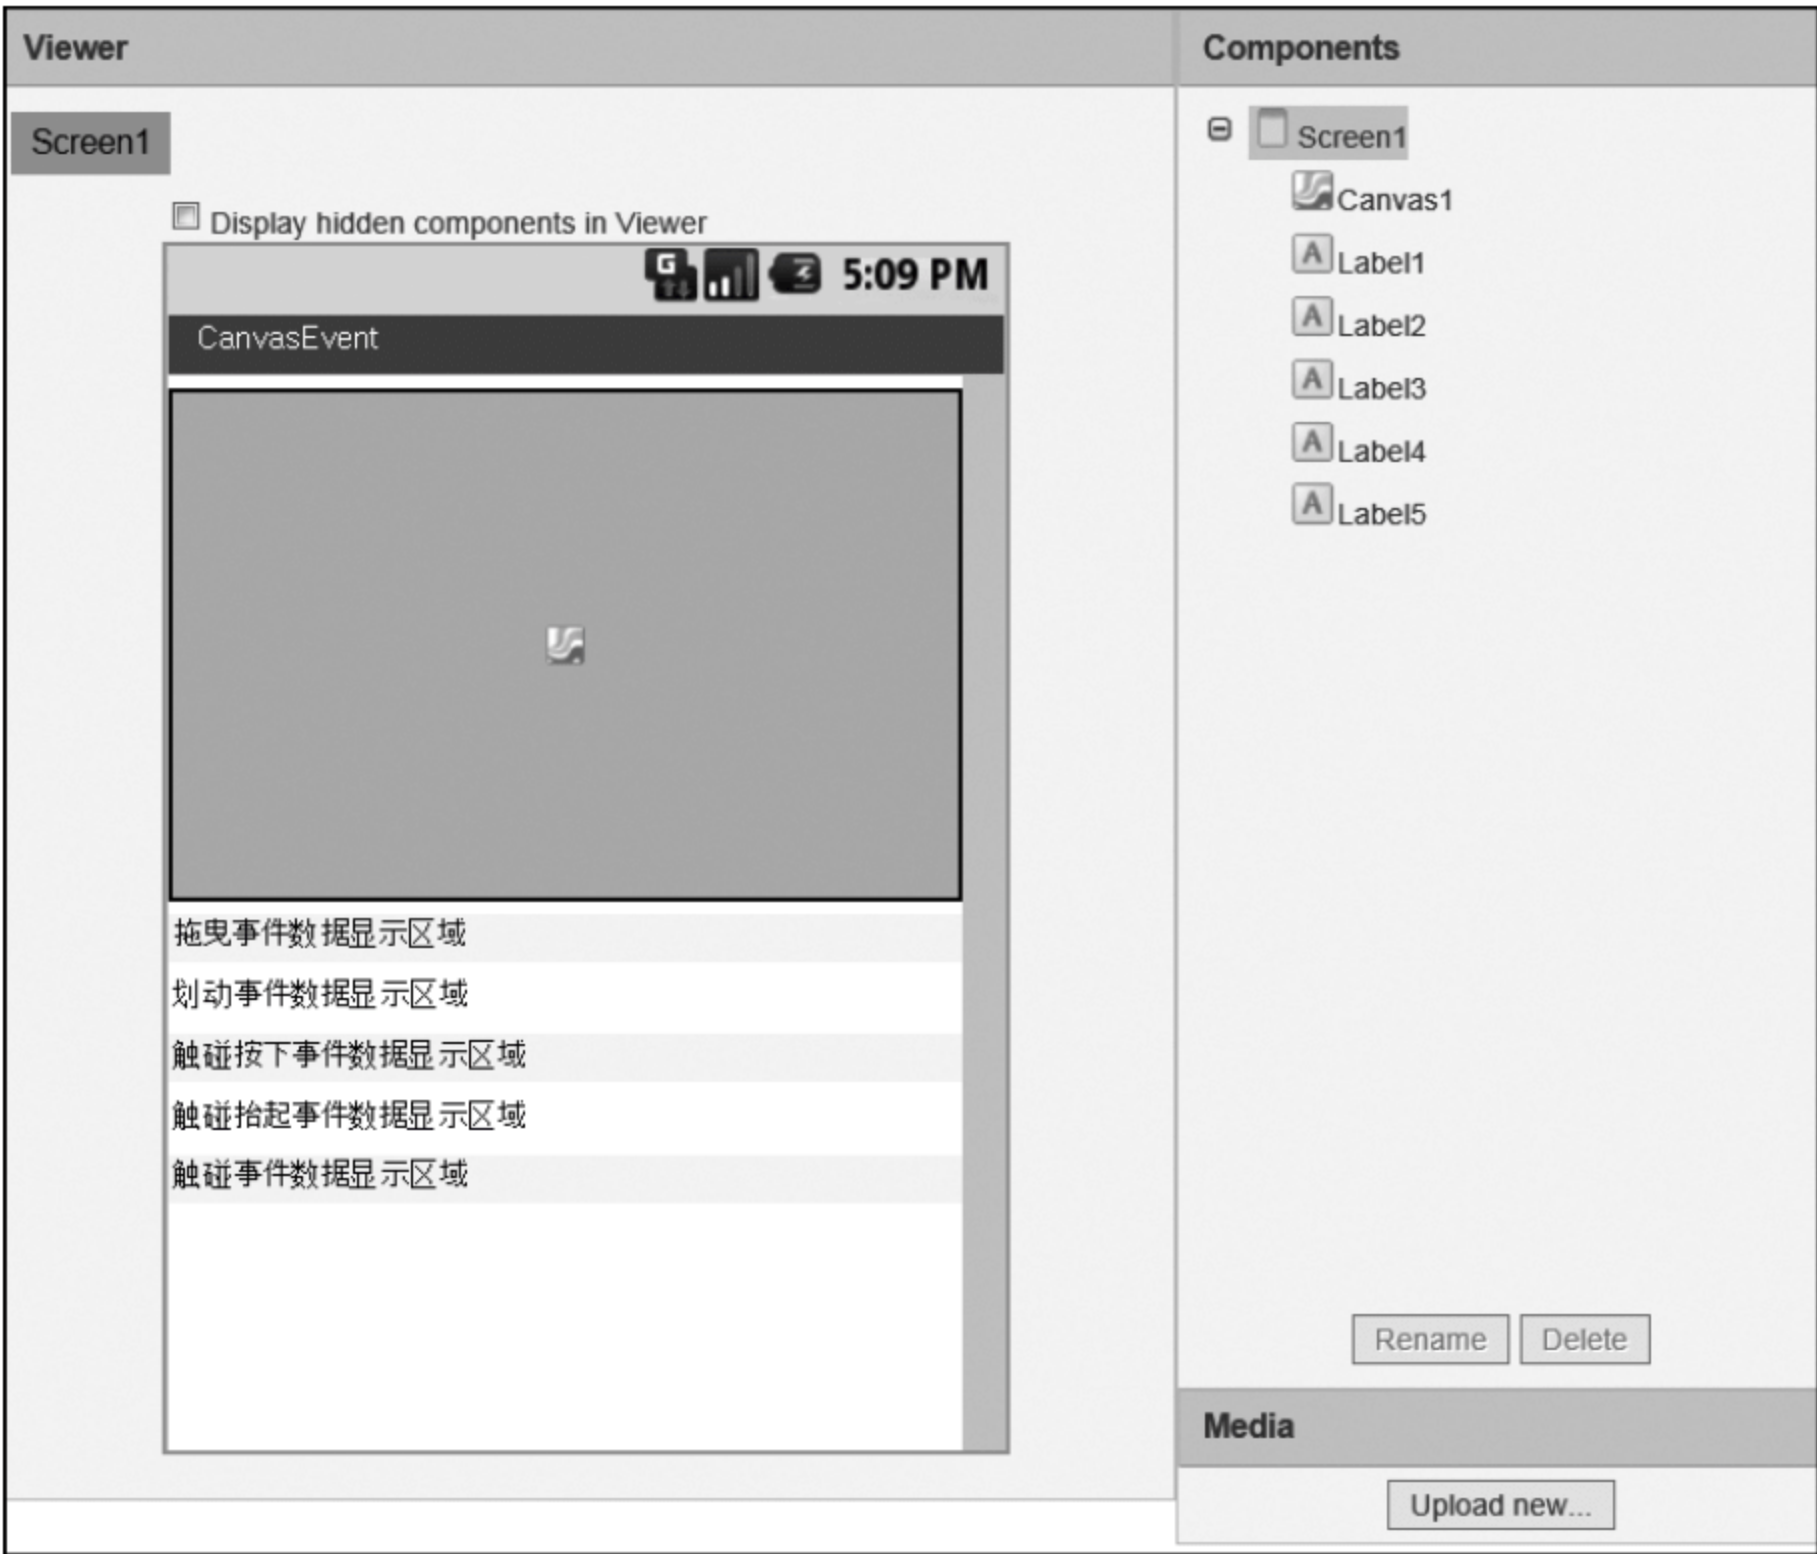 Viewer
Screen1
Display hidden components in Viewer
G 5:09 PM
CanvasEvent
拖曳事件数据显示区域
划动事件数据显示区域
触碰按下事件数据显示区域
触碰抬起事件数据显示区域
触碰事件数据显示区域
Components
Screen1
Canvas1
A Label1
A Label2
A Label3
A Label4
A Label5
Rename Delete
Media
Upload new...